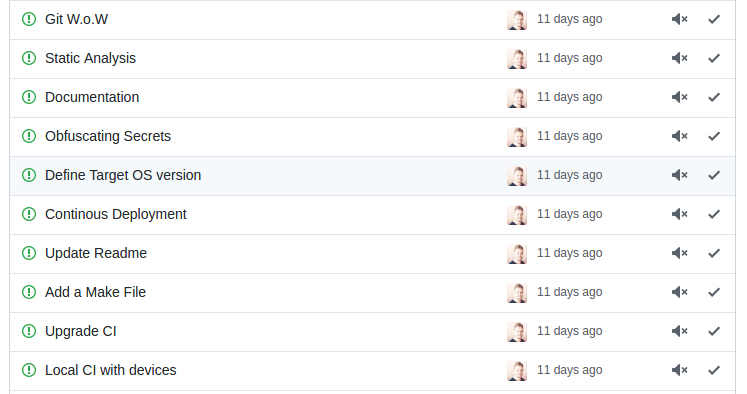 Git W.o.W 11 days ago
Static Analysis 11 days ago
Documentation 11 days ago
Obfuscating Secrets 11 days ago
Define Target OS version 11 days ago
Continous Deployment 11 days ago
Update Readme 11 days ago
Add a Make File 11 days ago
Upgrade CI 11 days ago
Local CI with devices 11 days ago